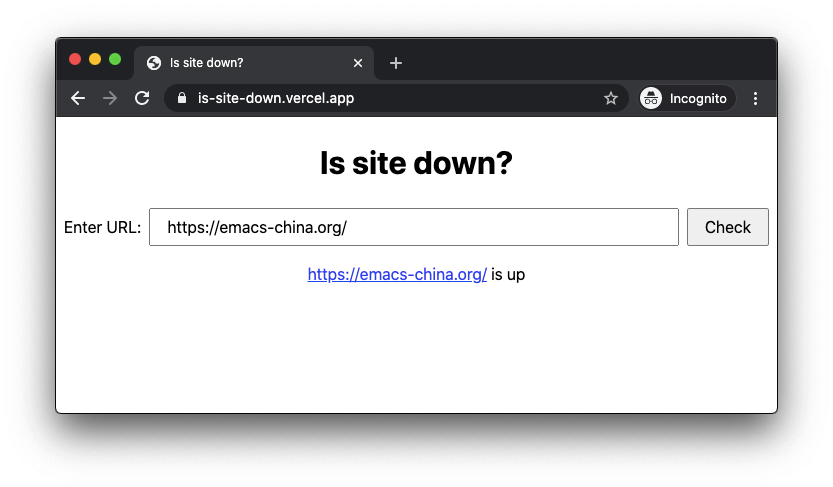 Is site down?
is-site-down.vercel.app
Incognito
Is site down?
Enter URL: https://emacs-china.org/ Check
https://emacs-china.org/ is up